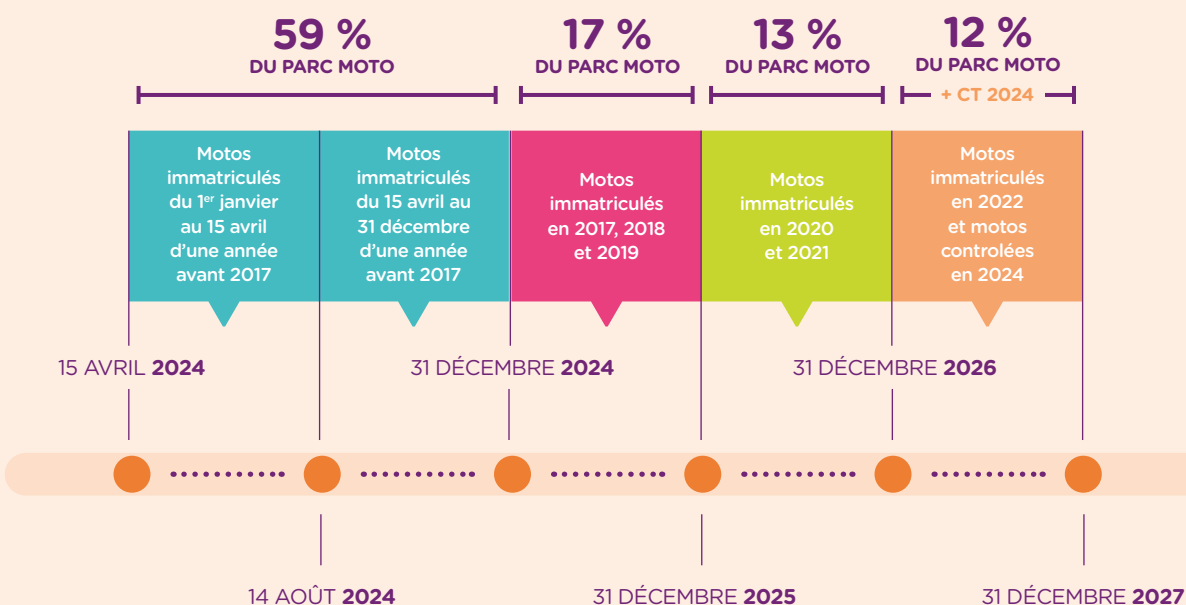 59 %
DU PARC MOTO
17 %
DU PARC MOTO
13 %
DU PARC MOTO
12 %
DU PARC MOTO
+ CT 2024
Motos
immatriculés
du 1er janvier
au 15 avril
d'une année
avant 2017
Motos
immatriculés
du 15 avril au
31 décembre
d'une année
avant 2017
Motos
immatriculés
en 2017, 2018
et 2019
Motos
immatriculés
en 2020
et 2021
Motos
immatriculés
en 2022
et motos
controlées
en 2024
15 AVRIL 2024
31 DÉCEMBRE 2024
31 DÉCEMBRE 2026
14 AOÛT 2024
31 DÉCEMBRE 2025
31 DÉCEMBRE 2027